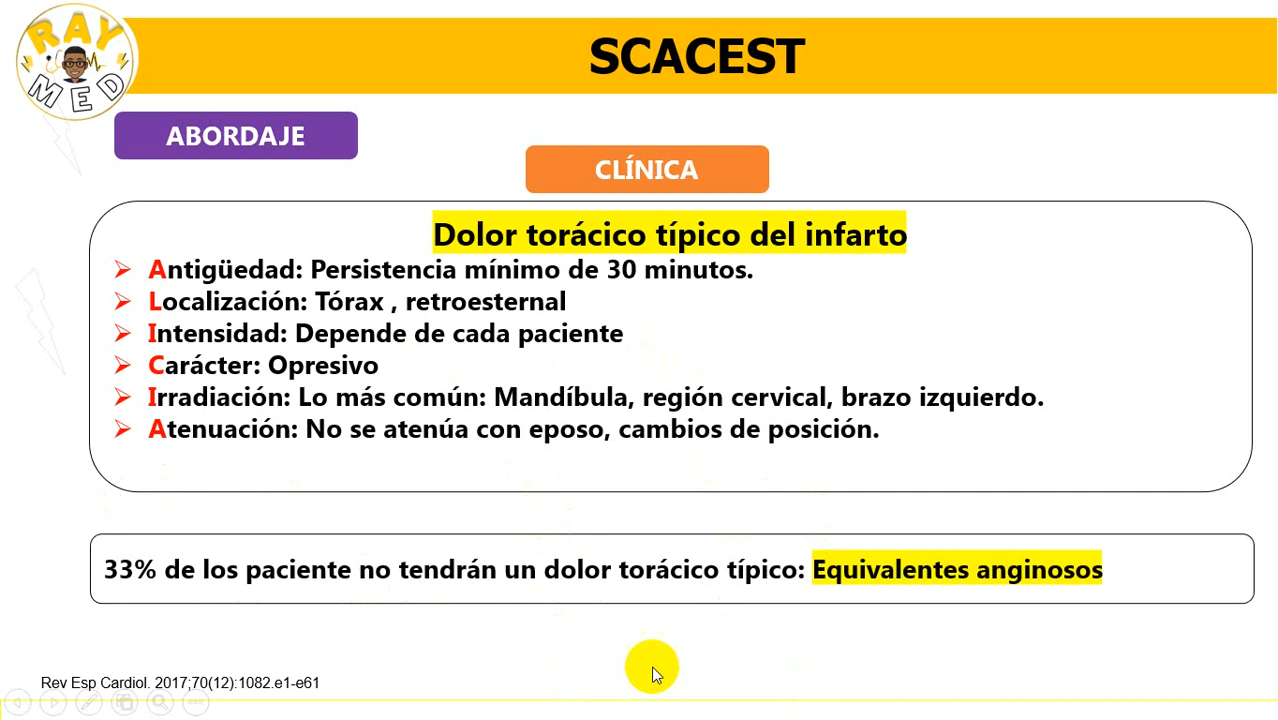 RAY
MED
SCACEST
ABORDAJE
CLÍNICA
Dolor torácico típico del infarto
Antigüedad: Persistencia mínimo de 30 minutos.
Localización: Tórax , retroesternal
Intensidad: Depende de cada paciente
Carácter: Opresivo
Irradiación: Lo más común: Mandíbula, región cervical, brazo izquierdo.
Atenuación: No se atenúa con eposo, cambios de posición.
33% de los paciente no tendrán un dolor torácico típico: Equivalentes anginosos
Rev Esp Cardiol. 2017;70(12):1082.e1-e61